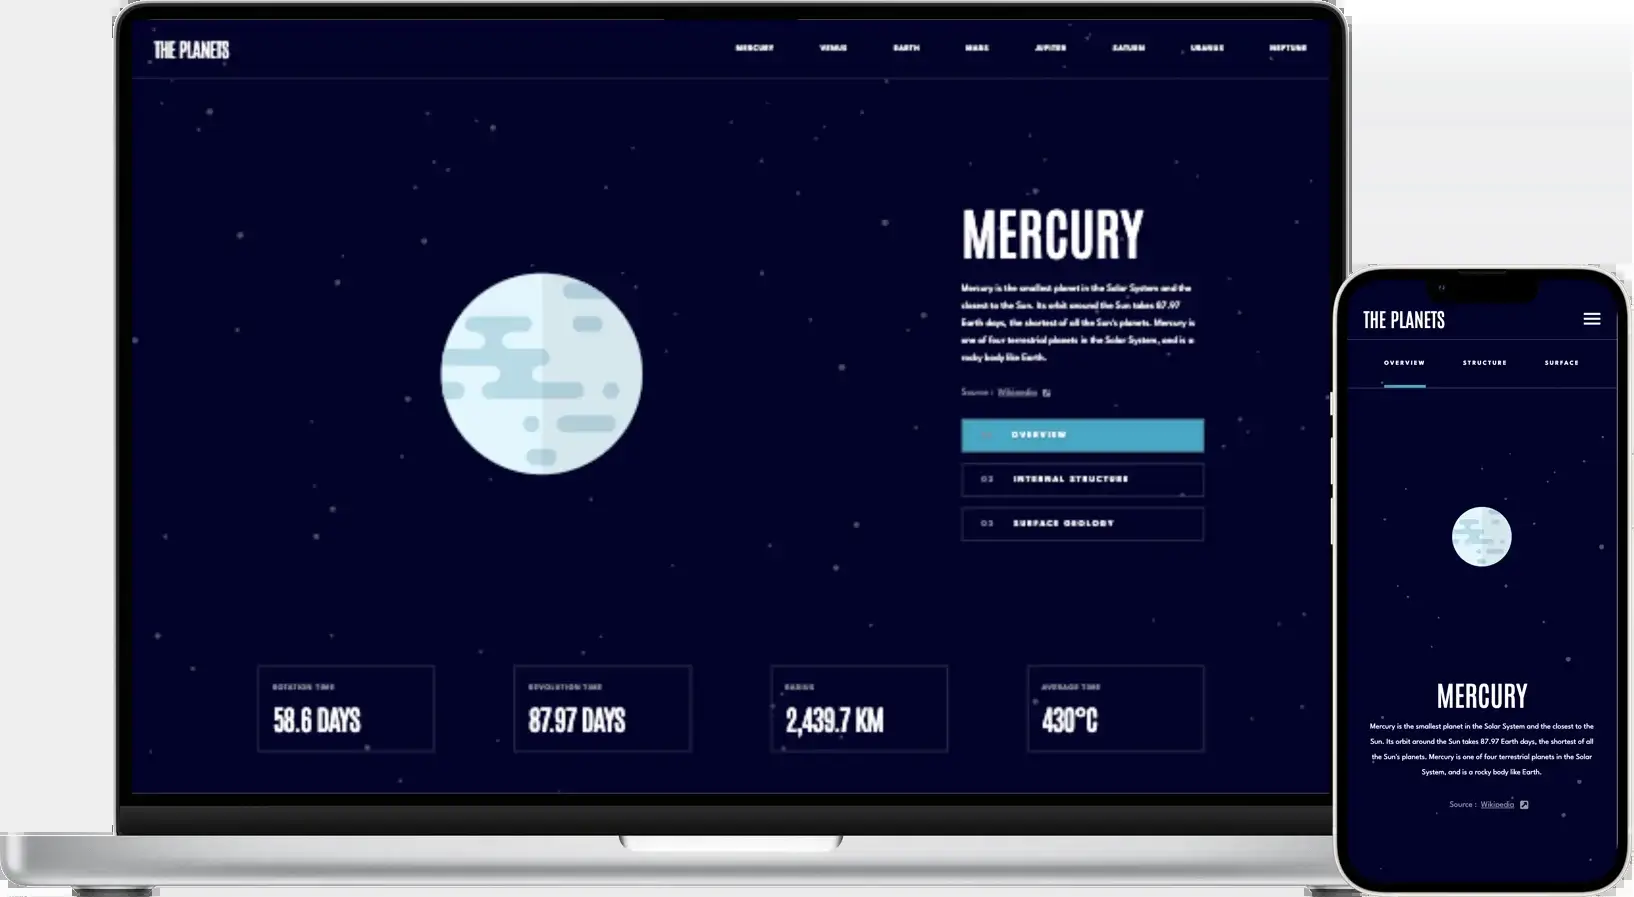 THE PLANETS
MERCURY VENUS EARTH MARS JUPITER SATURN URANUS NEPTUNE
MERCURY
Mercury is the smallest planet in the Solar System and the
closest to the Sun. Its orbit around the Sun takes 87.97
Earth days, the shortest of all the Sun's planets. Mercury is
one of four terrestrial planets in the Solar System, and is a
rocky body like Earth.
Source : Wikipedia
OVERVIEW
02 INTERNAL STRUCTURE
03 SURFACE GEOLOGY
ROTATION TIME
58.6 DAYS
REVOLUTION TIME
87.97 DAYS
RADIUS
2,439.7 KM
AVERAGE TIME
430°C
THE PLANETS
OVERVIEW STRUCTURE SURFACE
MERCURY
Mercury is the smallest planet in the Solar System and the closest to the
Sun. Its orbit around the Sun takes 87.97 Earth days, the shortest of all
the Sun's planets. Mercury is one of four terrestrial planets in the Solar
System, and is a rocky body like Earth.
Source : Wikipedia